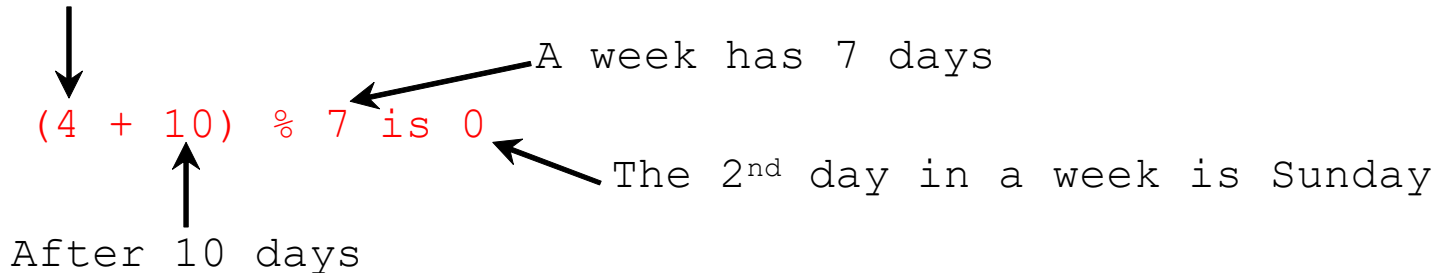 A week has 7 days
(4 + 10) % 7 is 0
The 2nd day in a week is Sunday
After 10 days